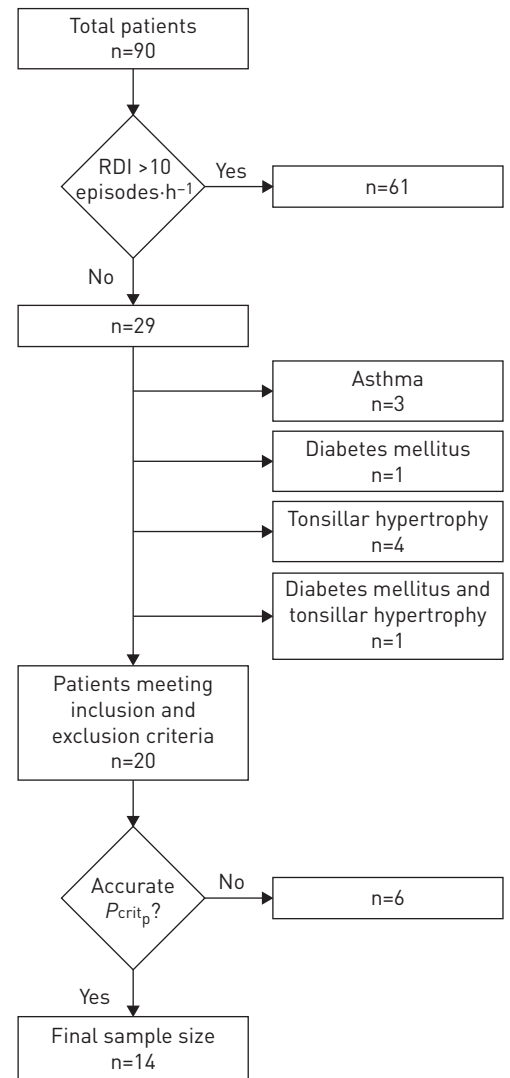 Total patients
n=90
RDI >10
episodes·h⁻¹
Yes
n=61
No
n=29
Asthma
n=3
Diabetes mellitus
n=1
Tonsillar hypertrophy
n=4
Diabetes mellitus and
tonsillar hypertrophy
n=1
Patients meeting
inclusion and
exclusion criteria
n=20
Accurate
Pcritₚ?
No
n=6
Yes
Final sample size
n=14